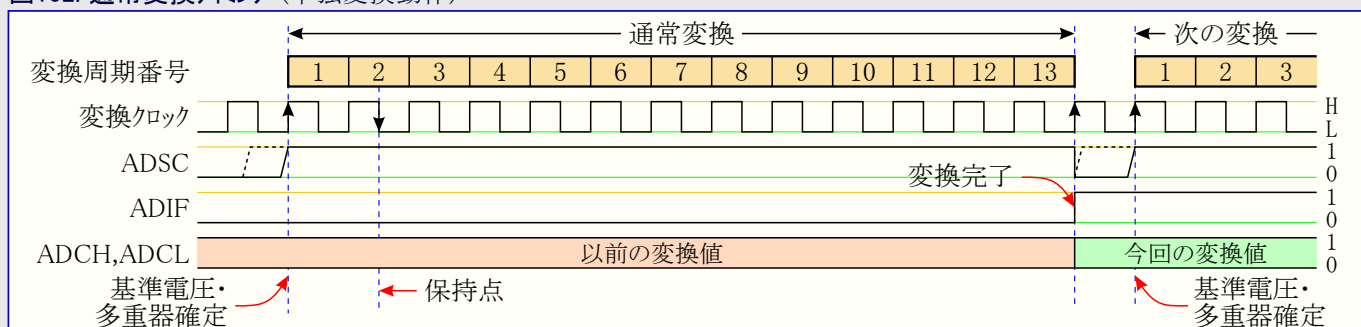 通常変換
次の変換
変換周期番号
1 2 3 4 5 6 7 8 9 10 11 12 13
1 2 3
変換ｸﾛｯｸ
H
L
ADSC
1
0
変換完了
ADIF
1
0
ADCH,ADCL
以前の変換値
今回の変換値
1
0
基準電圧・
多重器確定
保持点
基準電圧・
多重器確定